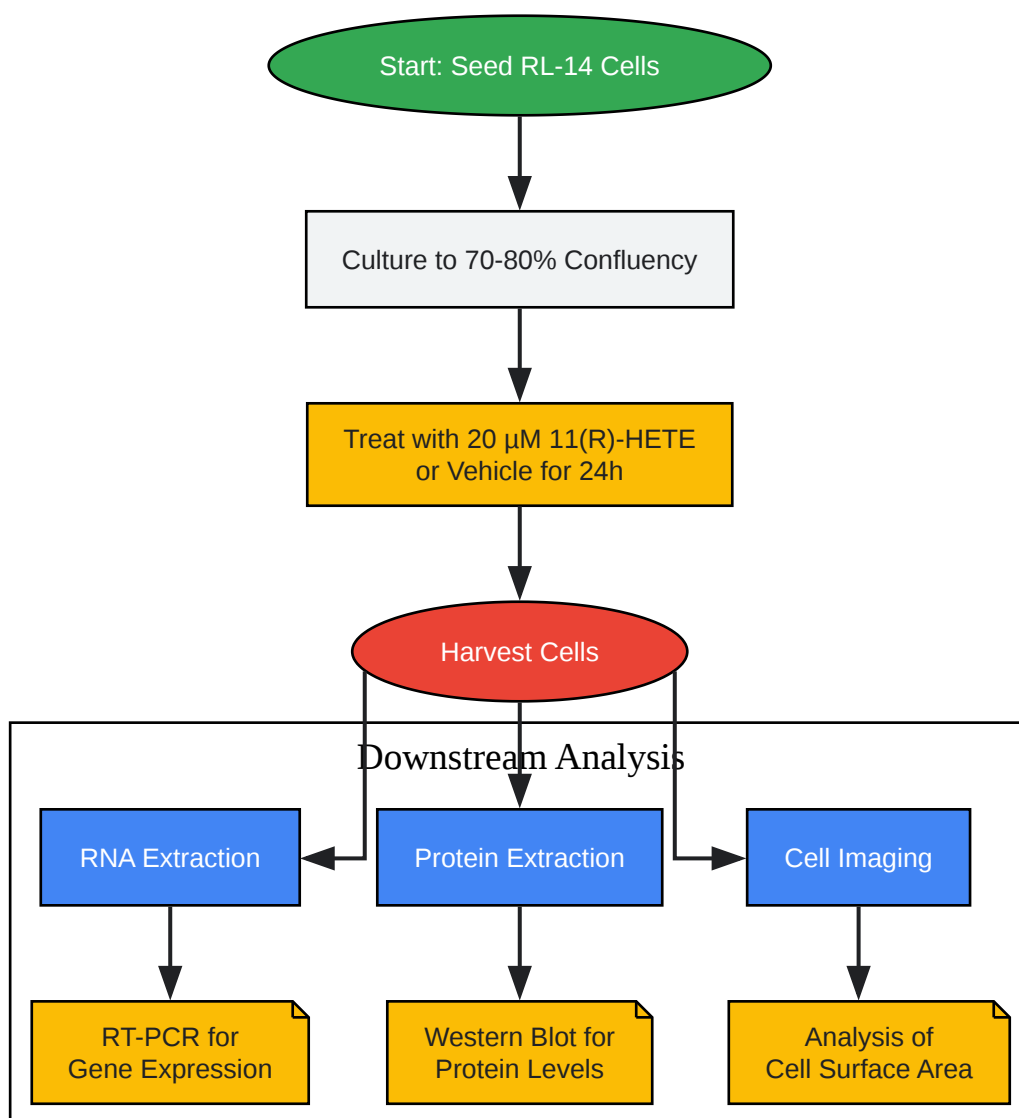 Start: Seed RL-14 Cells
Culture to 70-80% Confluency
Treat with 20 µM 11(R)-HETE
or Vehicle for 24h
Harvest Cells
Downstream Analysis
RNA Extraction
Protein Extraction
Cell Imaging
RT-PCR for
Gene Expression
Western Blot for
Protein Levels
Analysis of
Cell Surface Area